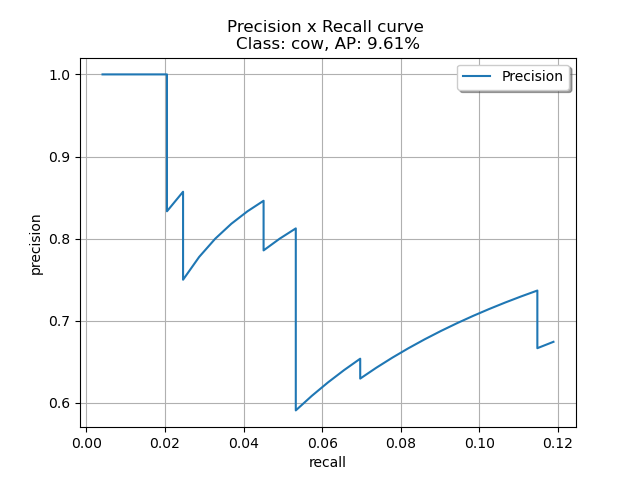 Precision x Recall curve
Class: cow, AP: 9.61%
Precision
1.0
0.9
0.8
0.7
0.6
precision
0.00 0.02 0.04 0.06 0.08 0.10 0.12
recall